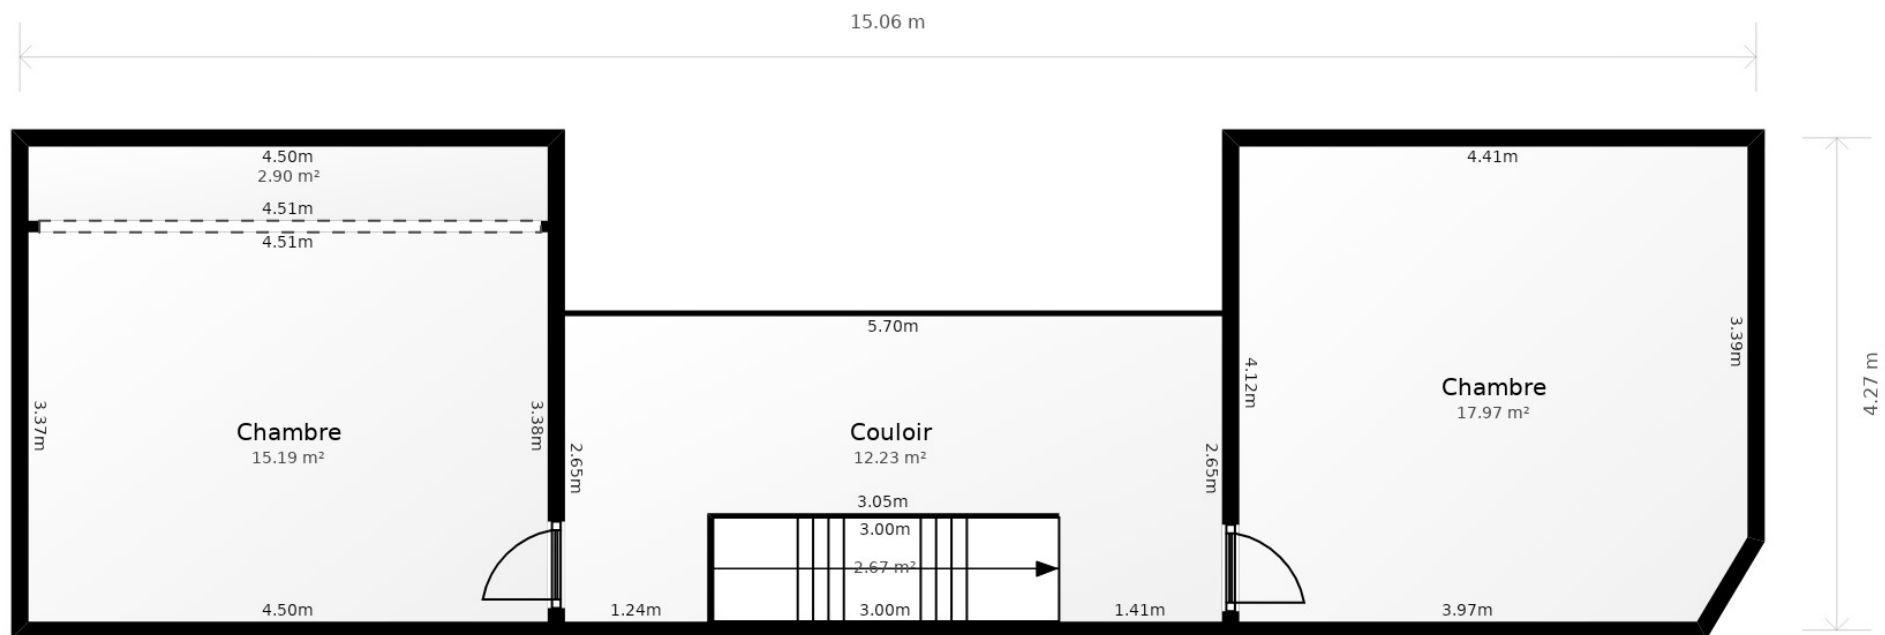 15.06 m
4.50m
2.90 m²
4.51m
4.51m
4.41m
5.70m
3.39m
4.12m
4.27 m
3.37m
3.38m
Chambre
15.19 m²
2.65m
Couloir
12.23 m²
2.65m
Chambre
17.97 m²
3.05m
3.00m
2.67 m²
4.50m
1.24m
3.00m
1.41m
3.97m